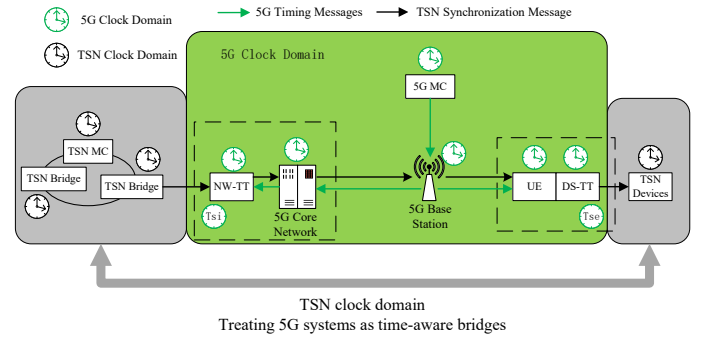 5G Clock Domain
5G Timing Messages
TSN Synchronization Message
TSN Clock Domain
5G Clock Domain
5G MC
TSN MC
TSN Bridge
TSN Bridge
NW-TT
Tsi
5G Core
Network
5G Base
Station
UE
DS-TT
Tse
TSN
Devices
TSN clock domain
Treating 5G systems as time-aware bridges